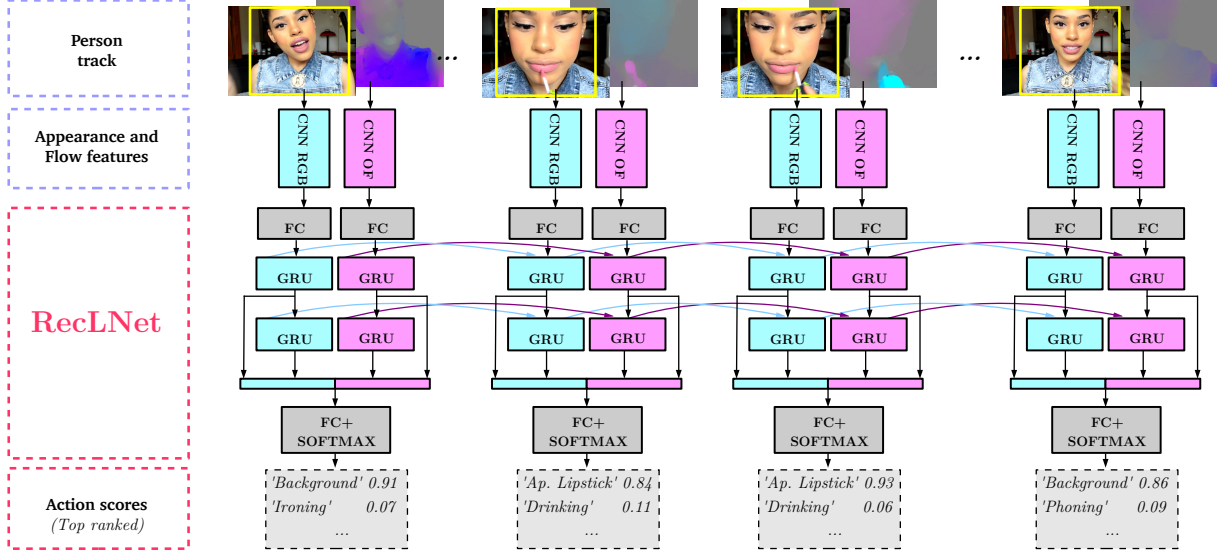 Person
track
... ... ...
Appearance and
Flow features
CNN RGB CNN OF CNN RGB CNN OF CNN RGB CNN OF CNN RGB CNN OF
FC FC FC FC FC FC FC FC
GRU GRU GRU GRU GRU GRU GRU GRU
RecLNet
GRU GRU GRU GRU GRU GRU GRU GRU
FC+ FC+ FC+ FC+
SOFTMAX SOFTMAX SOFTMAX SOFTMAX
Action scores
(Top ranked)
'Background' 0.91 'Ap. Lipstick' 0.84 'Ap. Lipstick' 0.93 'Background' 0.86
'Ironing' 0.07 'Drinking' 0.11 'Drinking' 0.06 'Phoning' 0.09
... ... ... ...